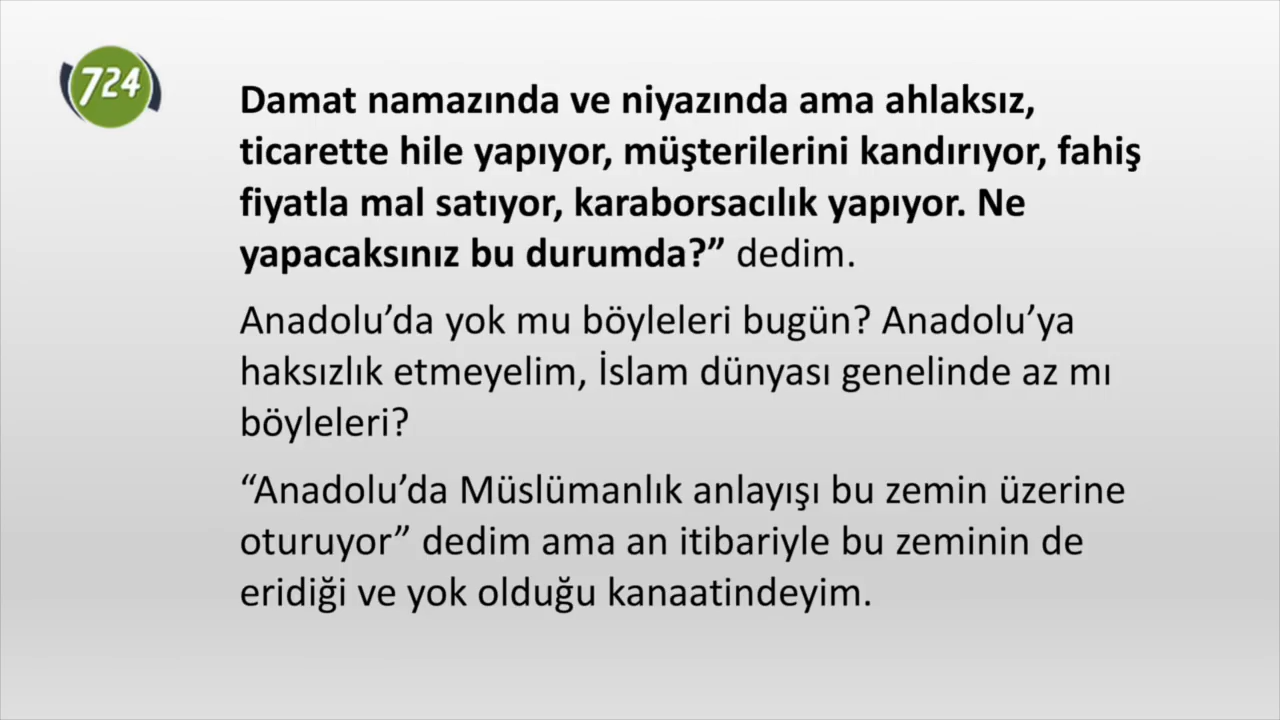 724
Damat namazında ve niyazında ama ahlaksız,
ticarette hile yapıyor, müşterilerini kandırıyor, fahiş
fiyatla mal satıyor, karaborsacılık yapıyor. Ne
yapacaksınız bu durumda?” dedim.
Anadolu’da yok mu böyleleri bugün? Anadolu’ya
haksızlık etmeyelim, İslam dünyası genelinde az mı
böyleleri?
“Anadolu’da Müslümanlık anlayışı bu zemin üzerine
oturuyor” dedim ama an itibariyle bu zeminin de
eridiği ve yok olduğu kanaatindeyim.